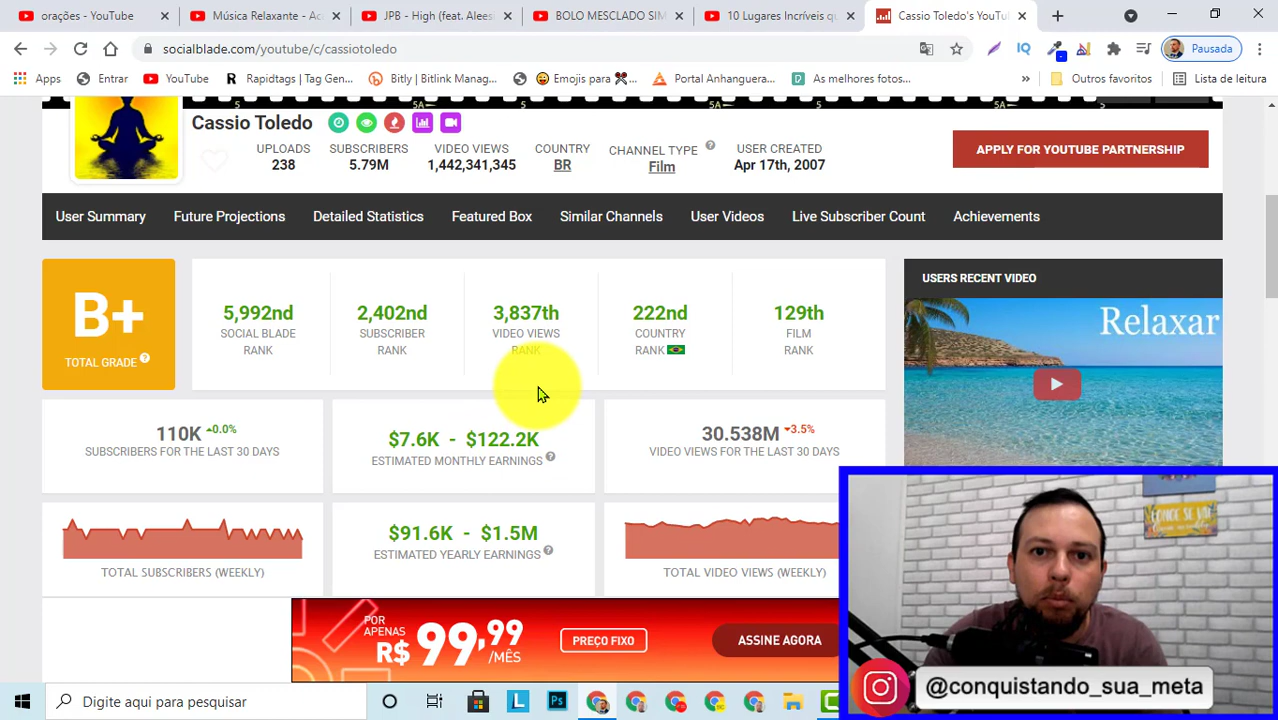 orações - YouTube
Música Relaxante - Ac
JPB - High (feat. Alees
BOLO MESCLADO SIM
10 Lugares Incríveis qu
Cassio Toledo's YouTu
socialblade.com/youtube/c/cassiotoledo
Pausada
Apps
Entrar
YouTube
Rapidtags | Tag Gen...
Bitly | Bitlink Manag...
Emojis para
Portal Anhanguera...
As melhores fotos...
Outros favoritos
Lista de leitura
5
5A
5
5A
5
5A
Cassio Toledo
UPLOADS
238
SUBSCRIBERS
5.79M
VIDEO VIEWS
1,442,341,345
COUNTRY
BR
CHANNEL TYPE
Film
USER CREATED
Apr 17th, 2007
APPLY FOR YOUTUBE PARTNERSHIP
User Summary
Future Projections
Detailed Statistics
Featured Box
Similar Channels
User Videos
Live Subscriber Count
Achievements
B+
TOTAL GRADE
5,992nd
SOCIAL BLADE
RANK
2,402nd
SUBSCRIBER
RANK
3,837th
VIDEO VIEWS
RANK
222nd
COUNTRY
RANK
129th
FILM
RANK
USERS RECENT VIDEO
Relaxar
110K 0.0%
SUBSCRIBERS FOR THE LAST 30 DAYS
$7.6K - $122.2K
ESTIMATED MONTHLY EARNINGS
30.538M 3.5%
VIDEO VIEWS FOR THE LAST 30 DAYS
TOTAL SUBSCRIBERS (WEEKLY)
$91.6K - $1.5M
ESTIMATED YEARLY EARNINGS
TOTAL VIDEO VIEWS (WEEKLY)
POR
APENAS
R$ 99,99
/MÊS
PREÇO FIXO
ASSINE AGORA
@conquistando_sua_meta
Digite aqui para pesquisar